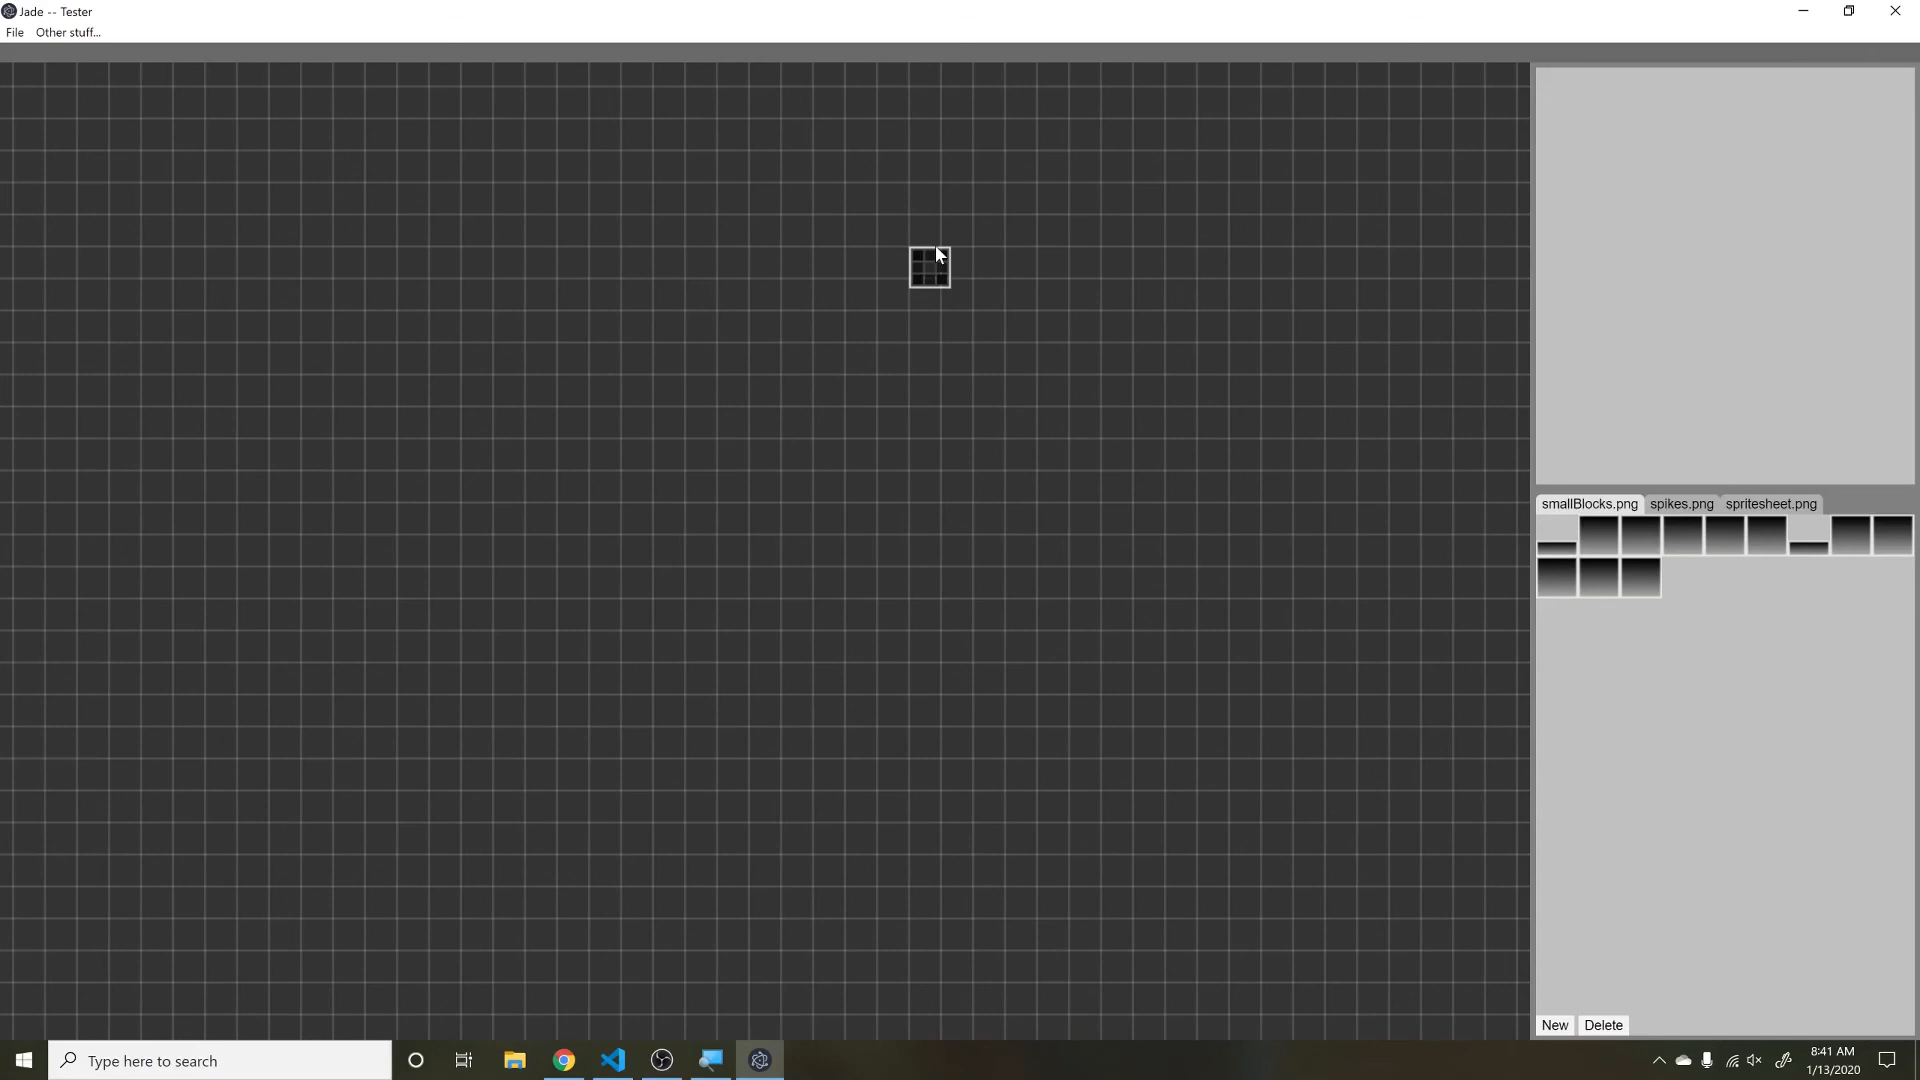 Jade -- Tester
File Other stuff...
smallBlocks.png spikes.png spritesheet.png
New Delete
Type here to search
8:41 AM
1/13/2020